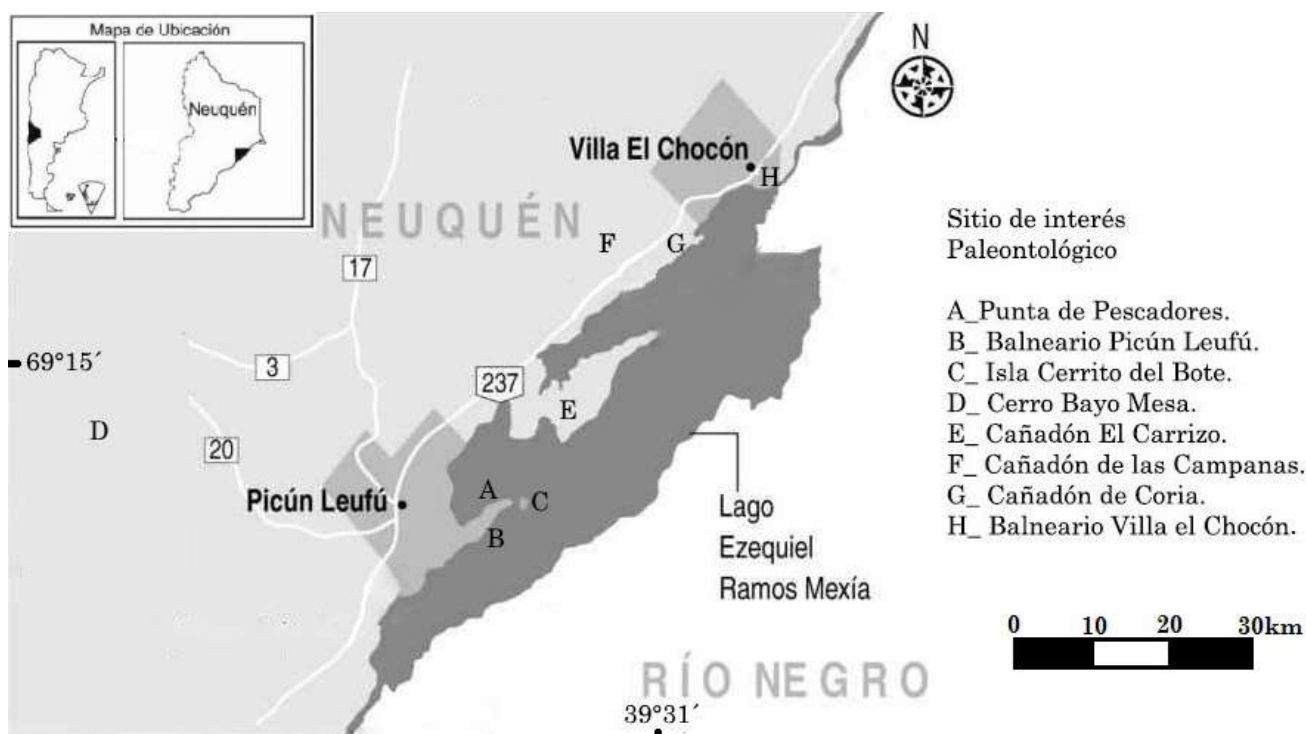 Mapa de Ubicación
Neuquén
N
Villa El Chocón
H
NEUQUÉN
F
G
17
69°15´
3
237
E
D
20
Picún Leufú
A
C
B
Lago
Ezequiel
Ramos Mexía
RÍO NEGRO
39°31´
Sitio de interés
Paleontológico
A_Punta de Pescadores.
B_ Balneario Picún Leufú.
C_ Isla Cerrito del Bote.
D_ Cerro Bayo Mesa.
E_ Cañadón El Carrizo.
F_ Cañadón de las Campanas.
G_ Cañadón de Coria.
H_ Balneario Villa el Chocón.
0 10 20 30km